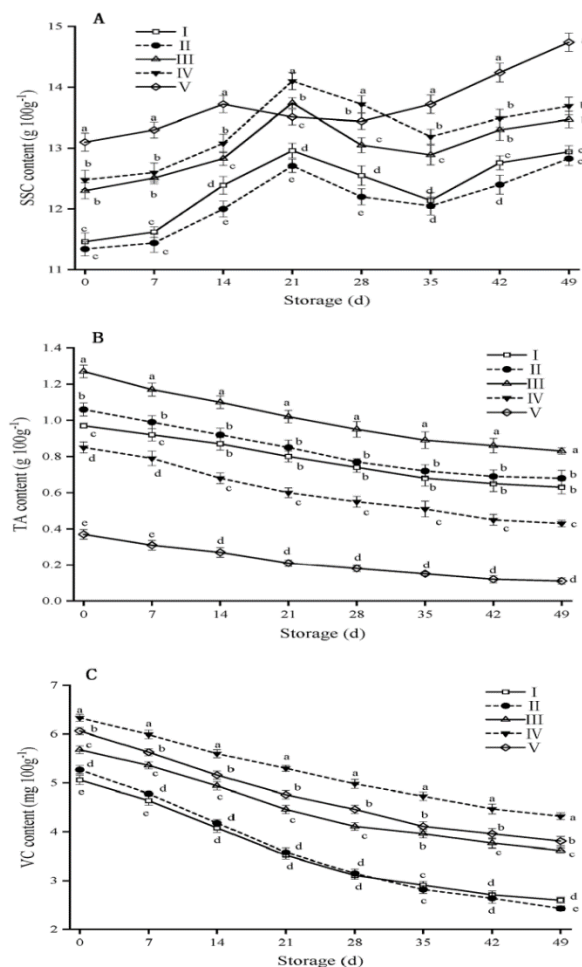 A
15
14
13
12
11
SSC content (g 100g⁻¹)
I
II
III
IV
V
a a a a b a a
b b b b a b b
b b c c c c b
c c d d d d c
c c e e e d d
0 7 14 21 28 35 42 49
Storage (d)
B
1.4
1.2
1.0
0.8
0.6
0.4
0.2
0.0
TA content (g 100g⁻¹)
I
II
III
IV
V
a a a a a a a a
b b b b b b b b
c c b b b b b b
d d c c c c c c
e e d d d d d d
0 7 14 21 28 35 42 49
Storage (d)
C
7
6
5
4
3
2
VC content (mg 100g⁻¹)
I
II
III
IV
V
a a a a a a a a
b b b b b b b b
c c c c c b c c
d d d d d c d d
e e d d d c d e
0 7 14 21 28 35 42 49
Storage (d)